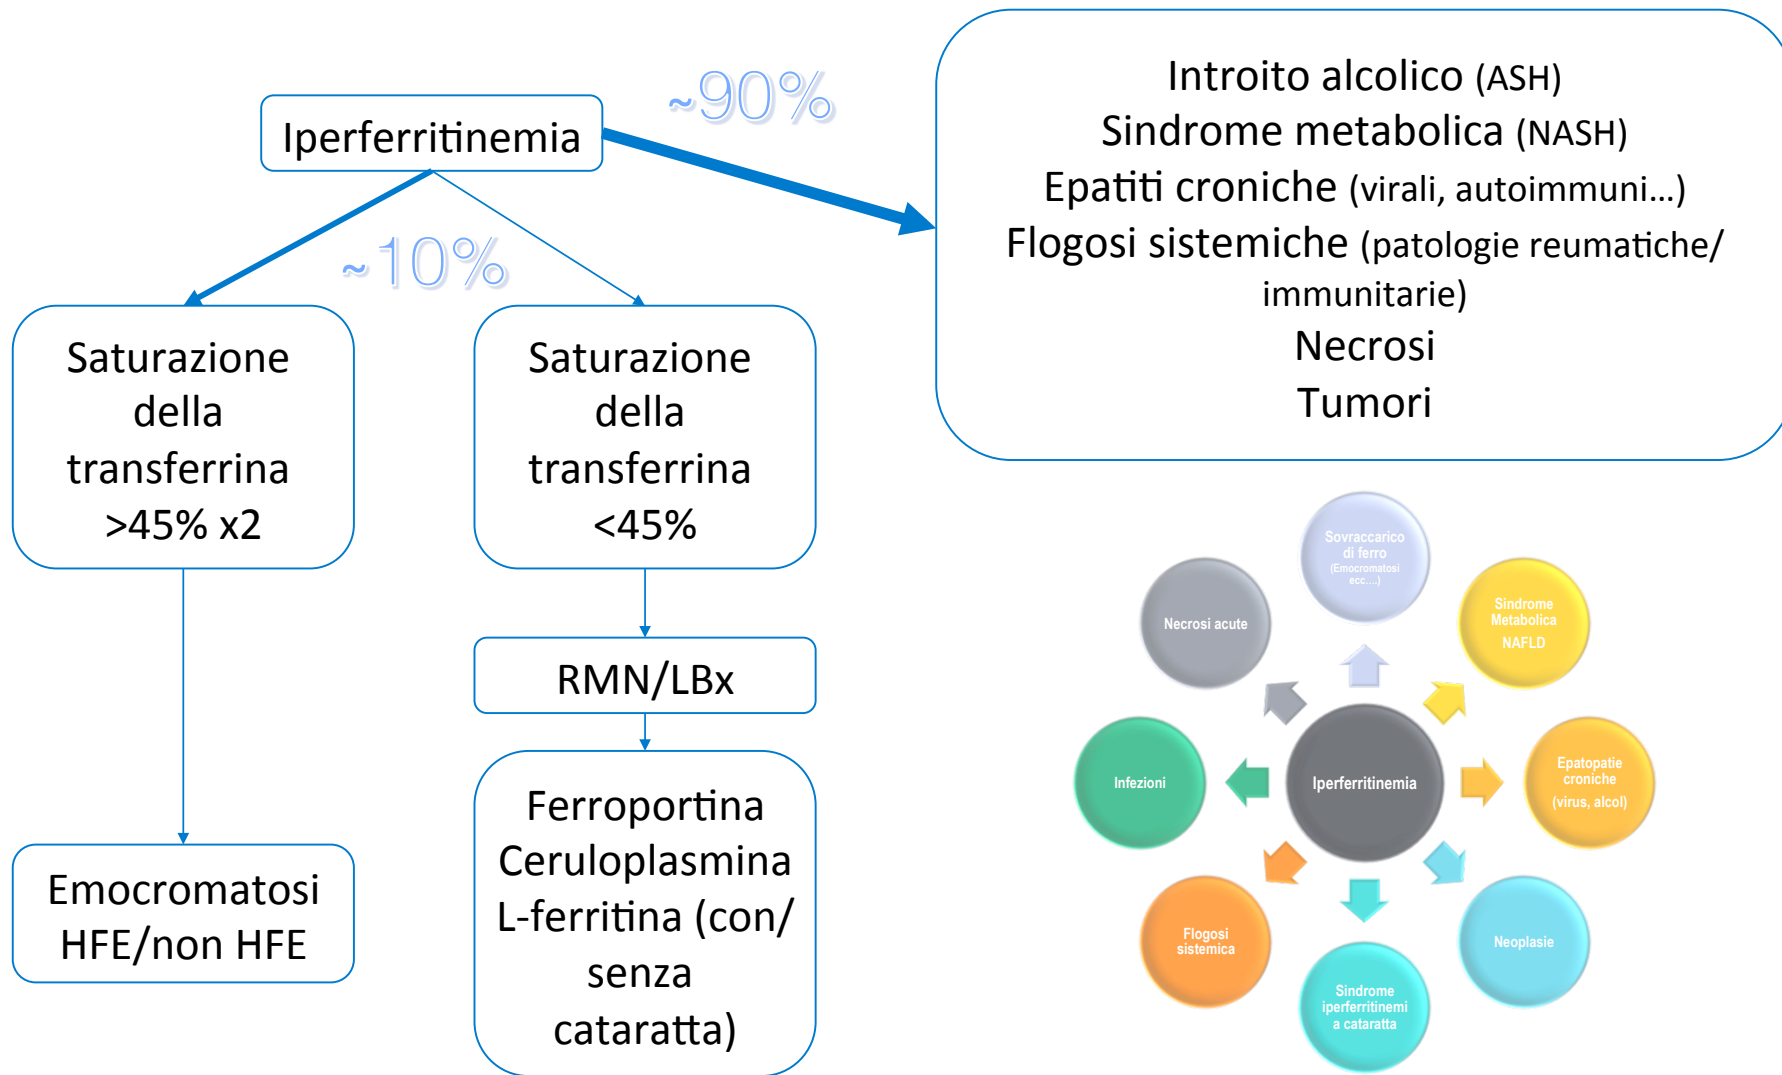 Iperferritinemia
~90%
~10%
Introito alcolico (ASH)
Sindrome metabolica (NASH)
Epatiti croniche (virali, autoimmuni…)
Flogosi sistemiche (patologie reumatiche/
immunitarie)
Necrosi
Tumori
Saturazione
della
transferrina
>45% x2
Saturazione
della
transferrina
<45%
RMN/LBx
Emocromatosi
HFE/non HFE
Ferroportina
Ceruloplasmina
L-ferritina (con/
senza
cataratta)
Sovraccarico
di ferro
(Emocromatosi
ecc….)
Sindrome
Metabolica
NAFLD
Epatopatie
croniche
(virus, alcol)
Neoplasie
Sindrome
iperferritinemi
a cataratta
Flogosi
sistemica
Infezioni
Necrosi acute
Iperferritinemia